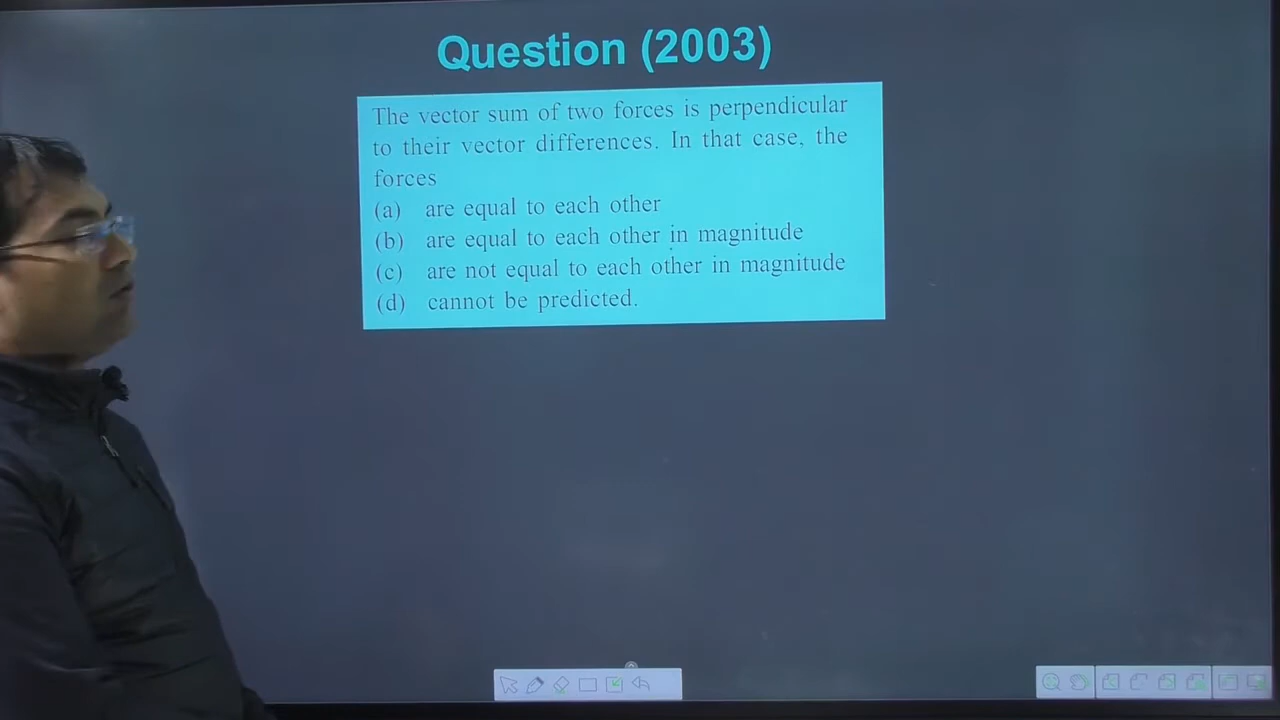 Question (2003)
The vector sum of two forces is perpendicular
to their vector differences. In that case, the
forces
(a) are equal to each other
(b) are equal to each other in magnitude
(c) are not equal to each other in magnitude
(d) cannot be predicted.